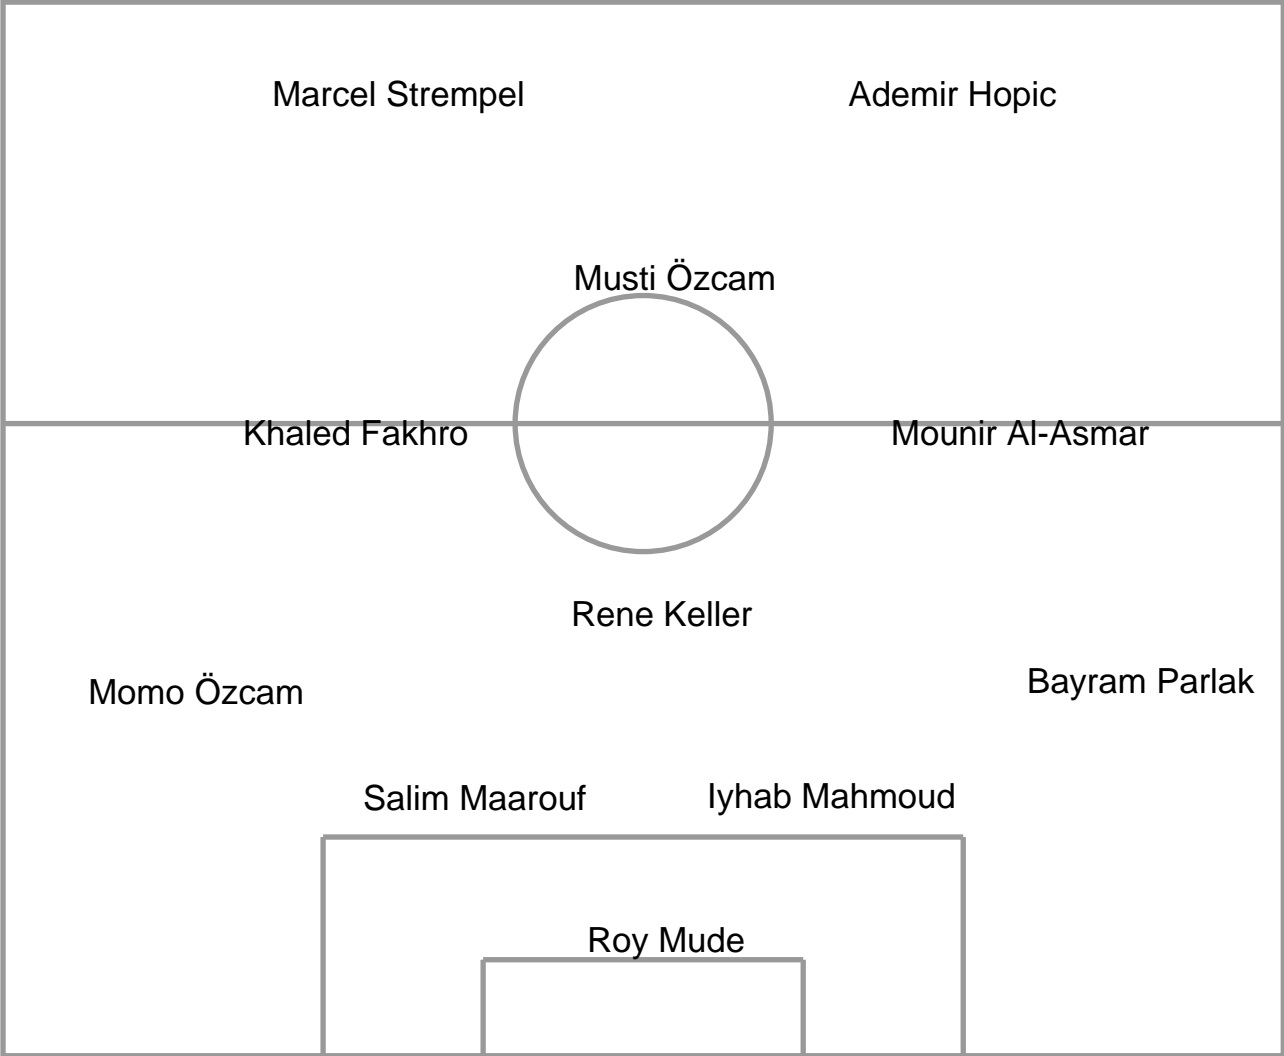 Marcel Strempel
Ademir Hopic
Musti Özcam
Khaled Fakhro
Mounir Al-Asmar
Rene Keller
Bayram Parlak
Momo Özcam
Iyhab Mahmoud
Salim Maarouf
Roy Mude